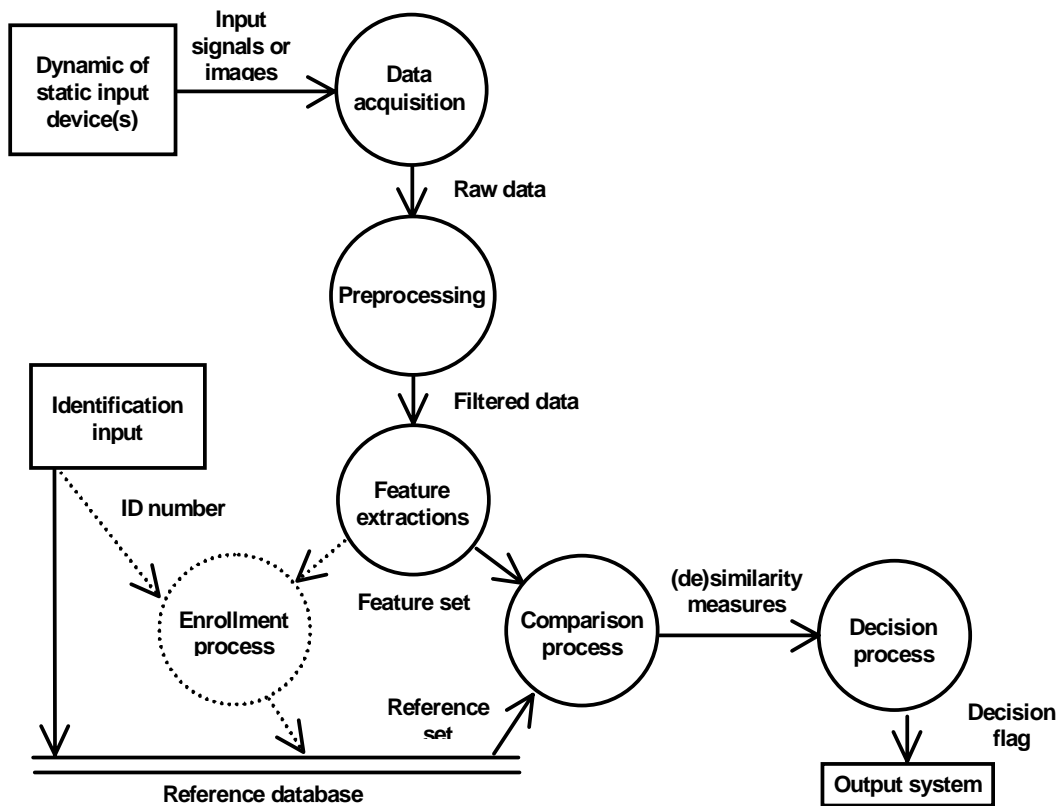 Input
signals or
images
Dynamic of
static input
device(s)
Data
acquisition
Raw data
Preprocessing
Filtered data
Identification
input
ID number
Feature
extractions
Feature set
Enrollment
process
Comparison
process
(de)similarity
measures
Decision
process
Reference
set
Decision
flag
Reference database
Output system